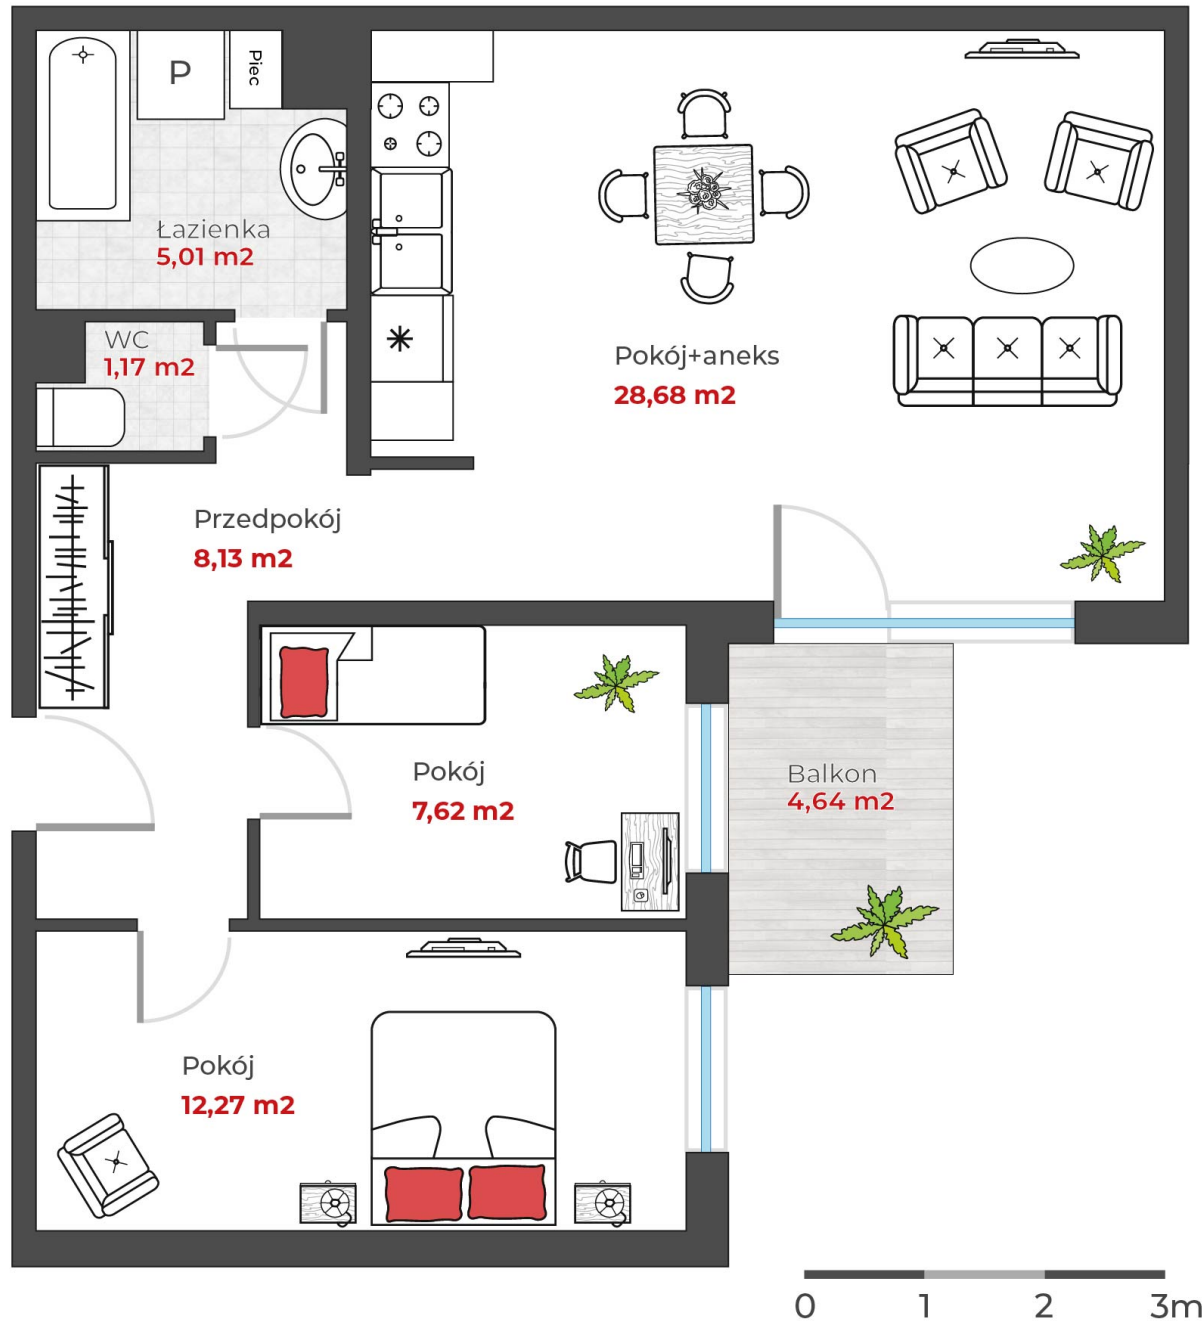 P
Piec
Łazienka
5,01 m2
WC
1,17 m2
Pokój+aneks
28,68 m2
Przedpokój
8,13 m2
Pokój
7,62 m2
Balkon
4,64 m2
Pokój
12,27 m2
0 1 2 3m